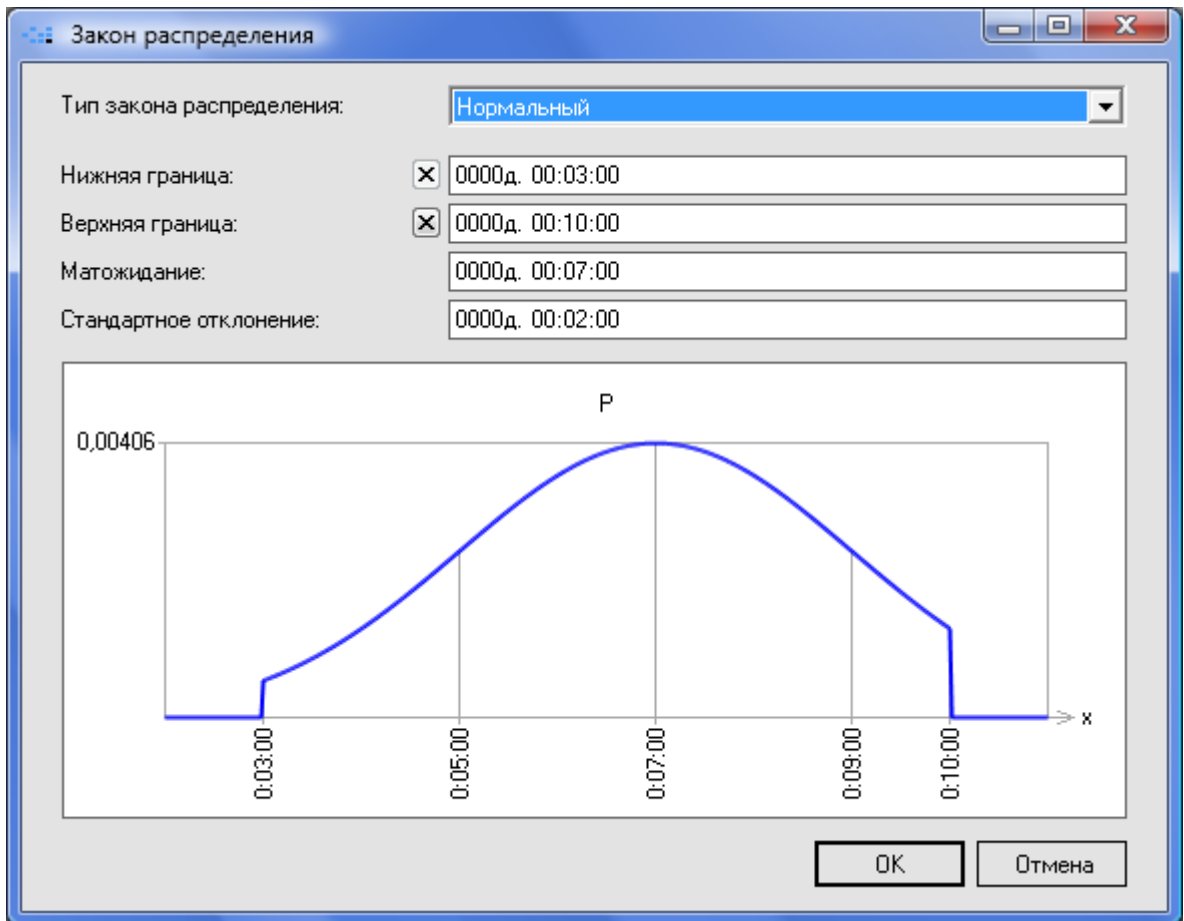 Закон распределения
Тип закона распределения: Нормальный
Нижняя граница: 0000д. 00:03:00
Верхняя граница: 0000д. 00:10:00
Матожидание: 0000д. 00:07:00
Стандартное отклонение: 0000д. 00:02:00
P
0,00406
x
0:03:00 0:05:00 0:07:00 0:09:00 0:10:00
OK Отмена